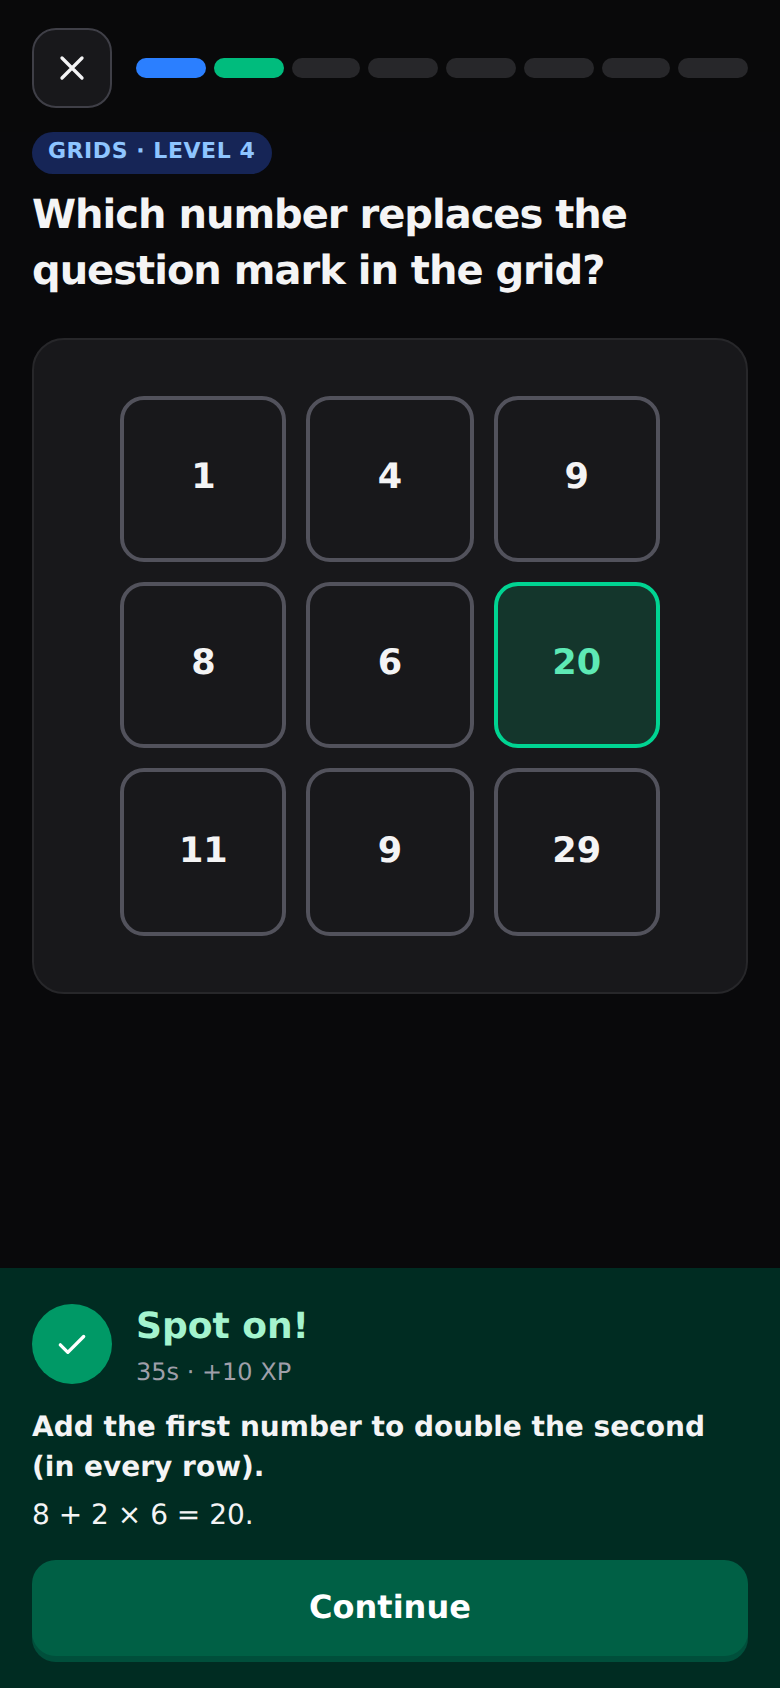 GRIDS · LEVEL 4
Which number replaces the
question mark in the grid?
1 4 9
8 6 20
11 9 29
Spot on!
35s · +10 XP
Add the first number to double the second
(in every row).
8 + 2 × 6 = 20.
Continue